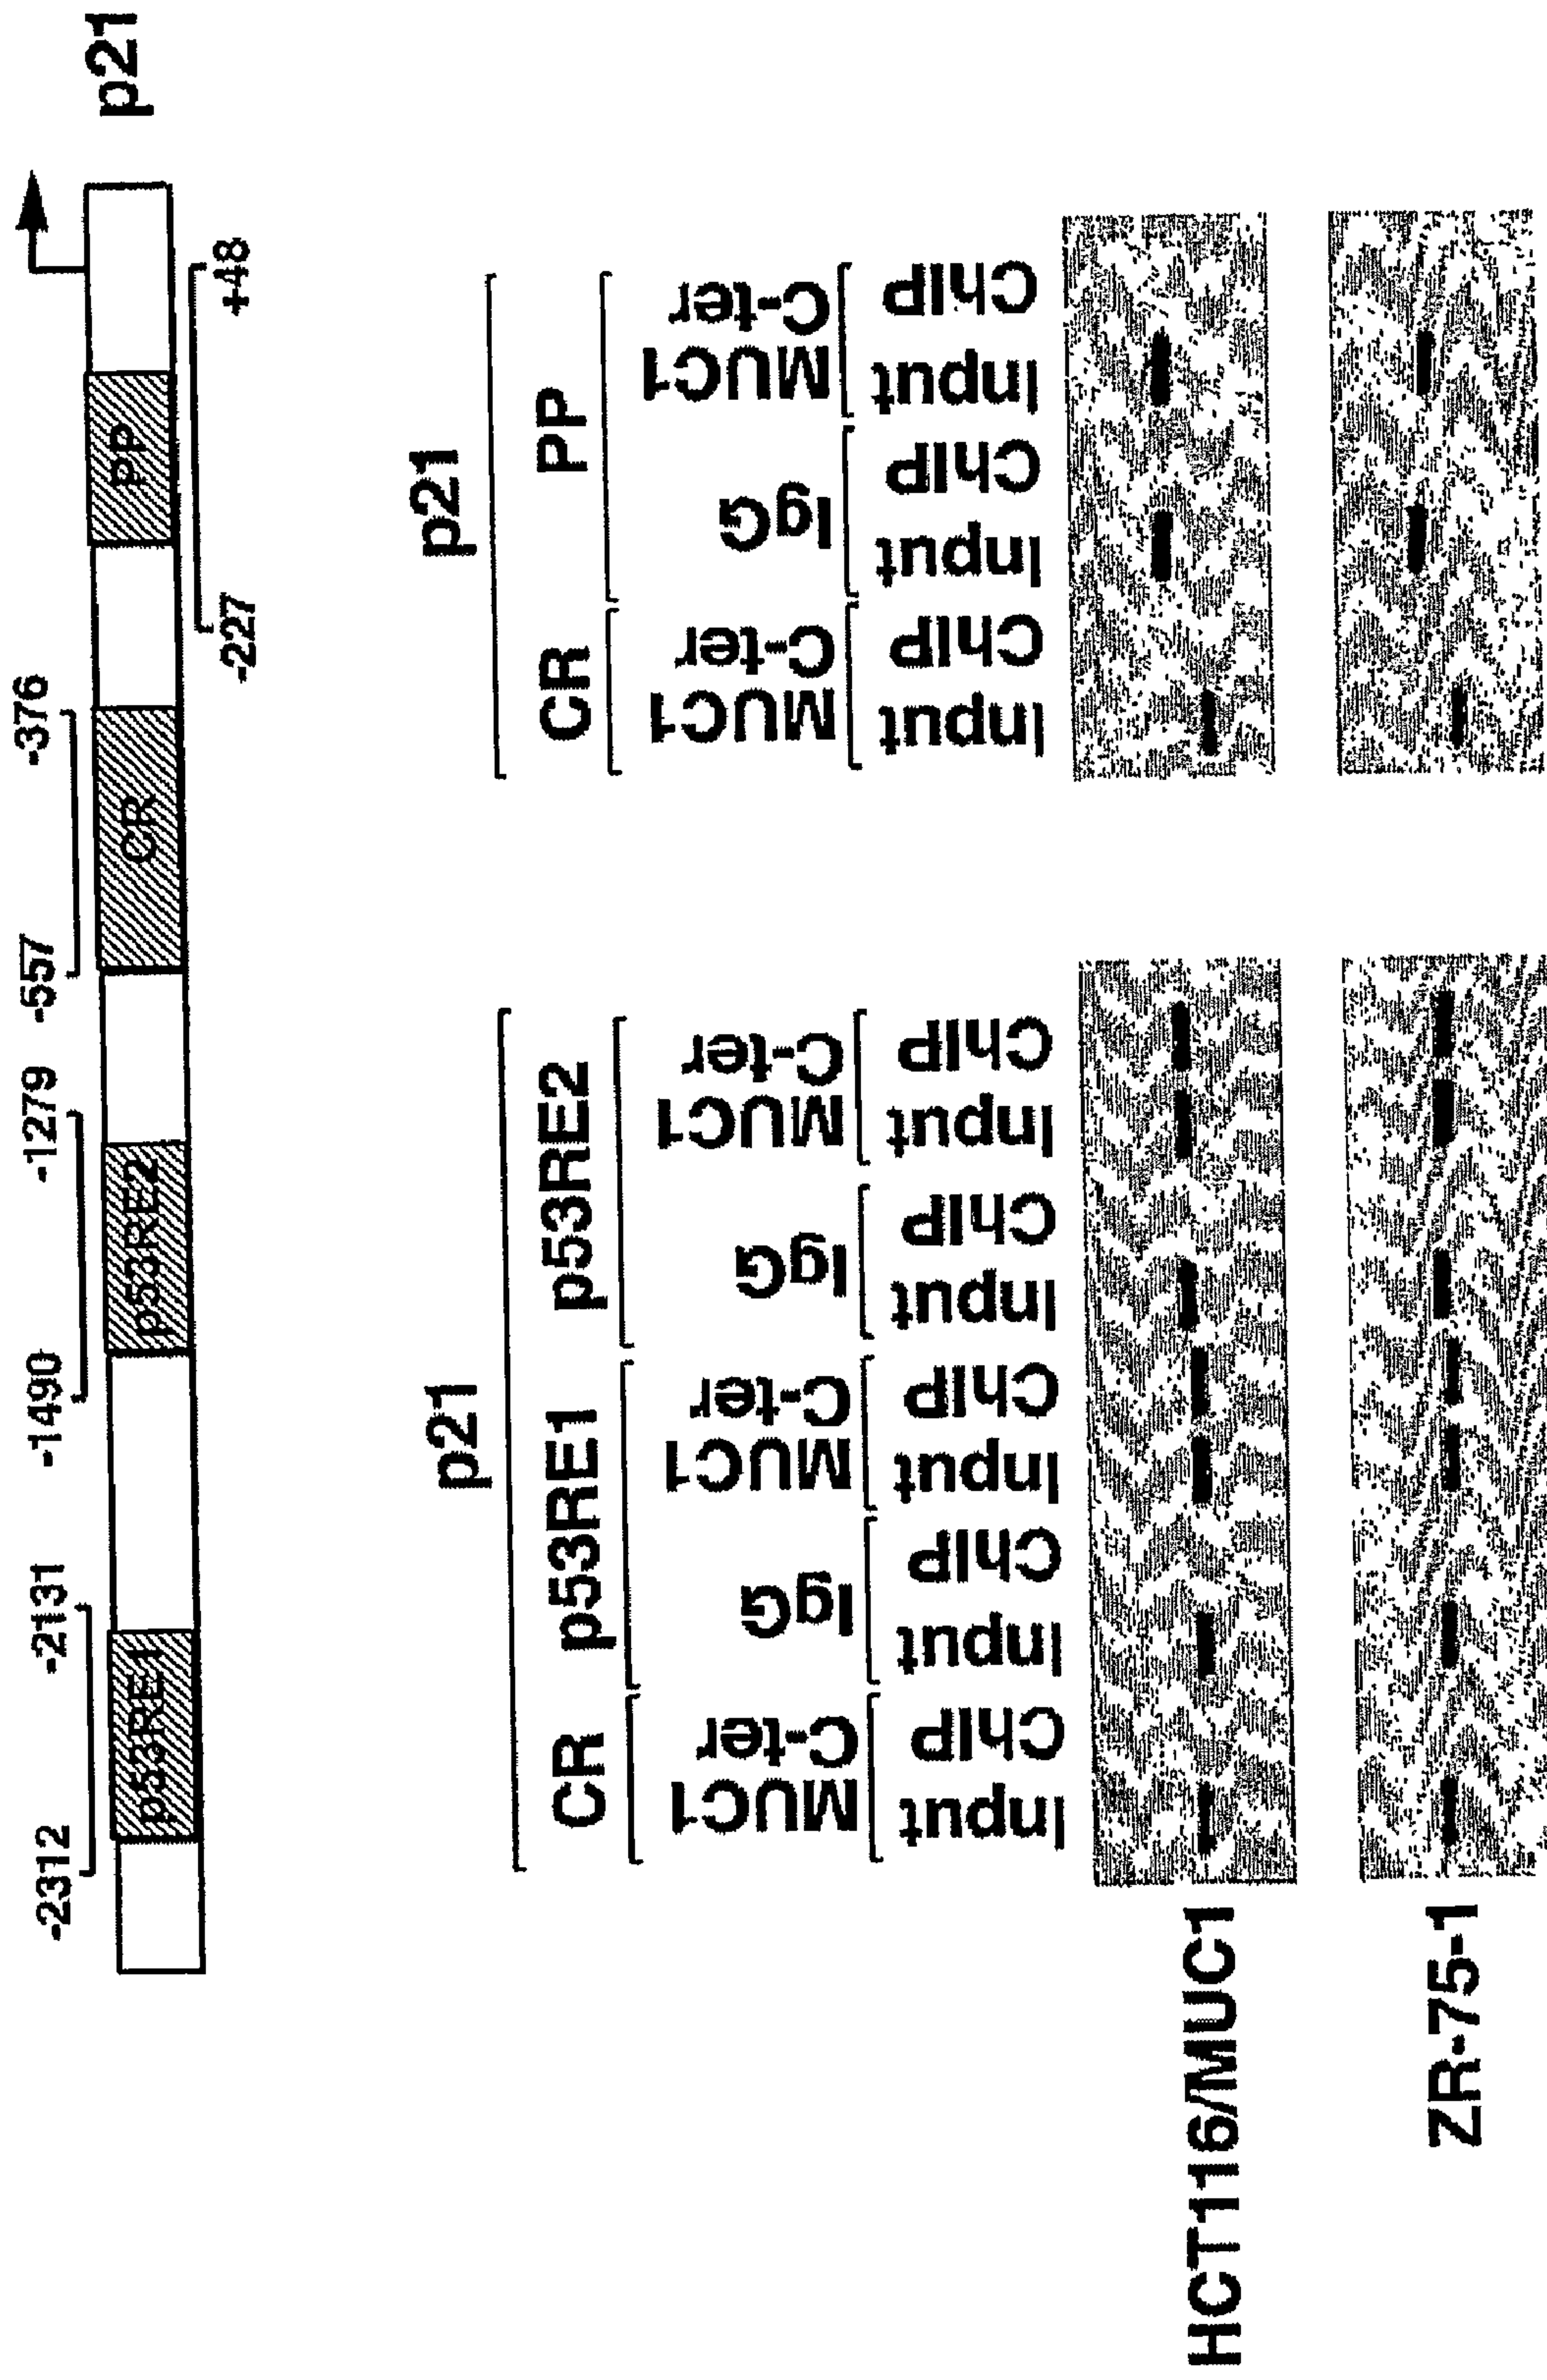 -2312 -2131 -1490 -1279 -557 -376
p53RE1 p53RE2 CR PP p21
-227 +48
p21 p21
CR p53RE1 p53RE2 CR PP
MUC1 C-ter IgG MUC1 C-ter IgG MUC1 C-ter MUC1 C-ter IgG MUC1 C-ter
Input ChIP Input ChIP Input ChIP Input ChIP Input ChIP Input ChIP Input ChIP Input ChIP
HCT116/MUC1
ZR-75-1